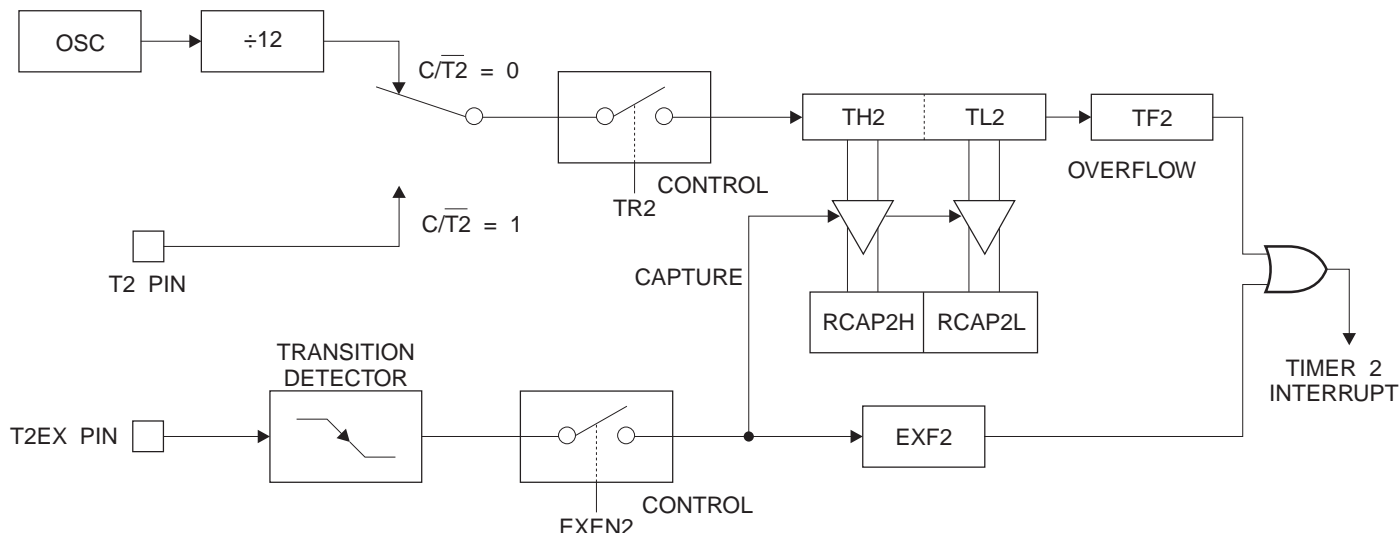 OSC
÷12
C/T2̅ = 0
TH2
TL2
TF2
OVERFLOW
CONTROL
TR2
C/T2̅ = 1
T2 PIN
CAPTURE
RCAP2H
RCAP2L
TRANSITION
DETECTOR
TIMER 2
INTERRUPT
T2EX PIN
EXF2
CONTROL
EXEN2